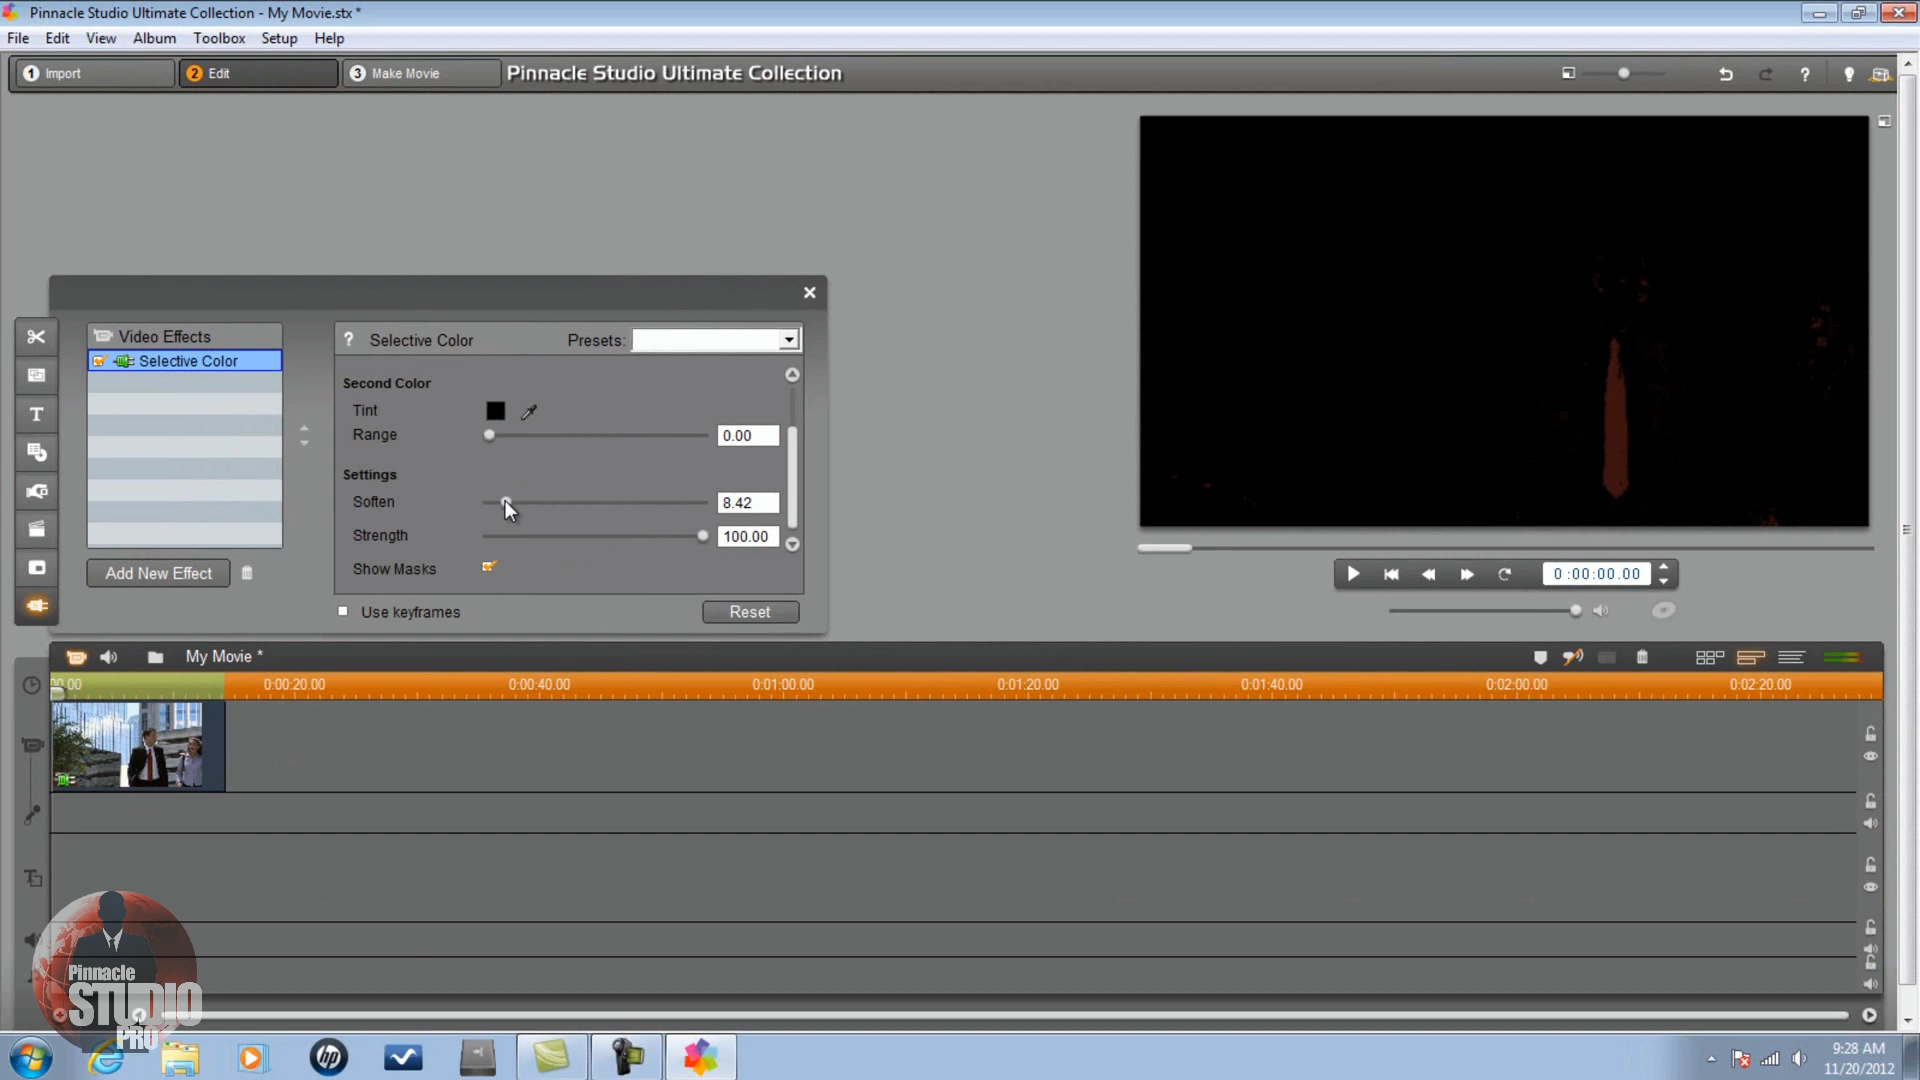 Pinnacle Studio Ultimate Collection - My Movie.stx *
File Edit View Album Toolbox Setup Help
1 Import 2 Edit 3 Make Movie Pinnacle Studio Ultimate Collection ?
Video Effects
Selective Color
? Selective Color Presets:
Second Color
Tint
Range 0.00
Settings
Soften 8.42
Strength 100.00
Show Masks
Add New Effect
Use keyframes Reset
0:00:00.00
My Movie *
0:00:20.00 0:00:40.00 0:01:00.00 0:01:20.00 0:01:40.00 0:02:00.00 0:02:20.00
Pinnacle
STUDIO
PRO
hp
9:28 AM
11/20/2012